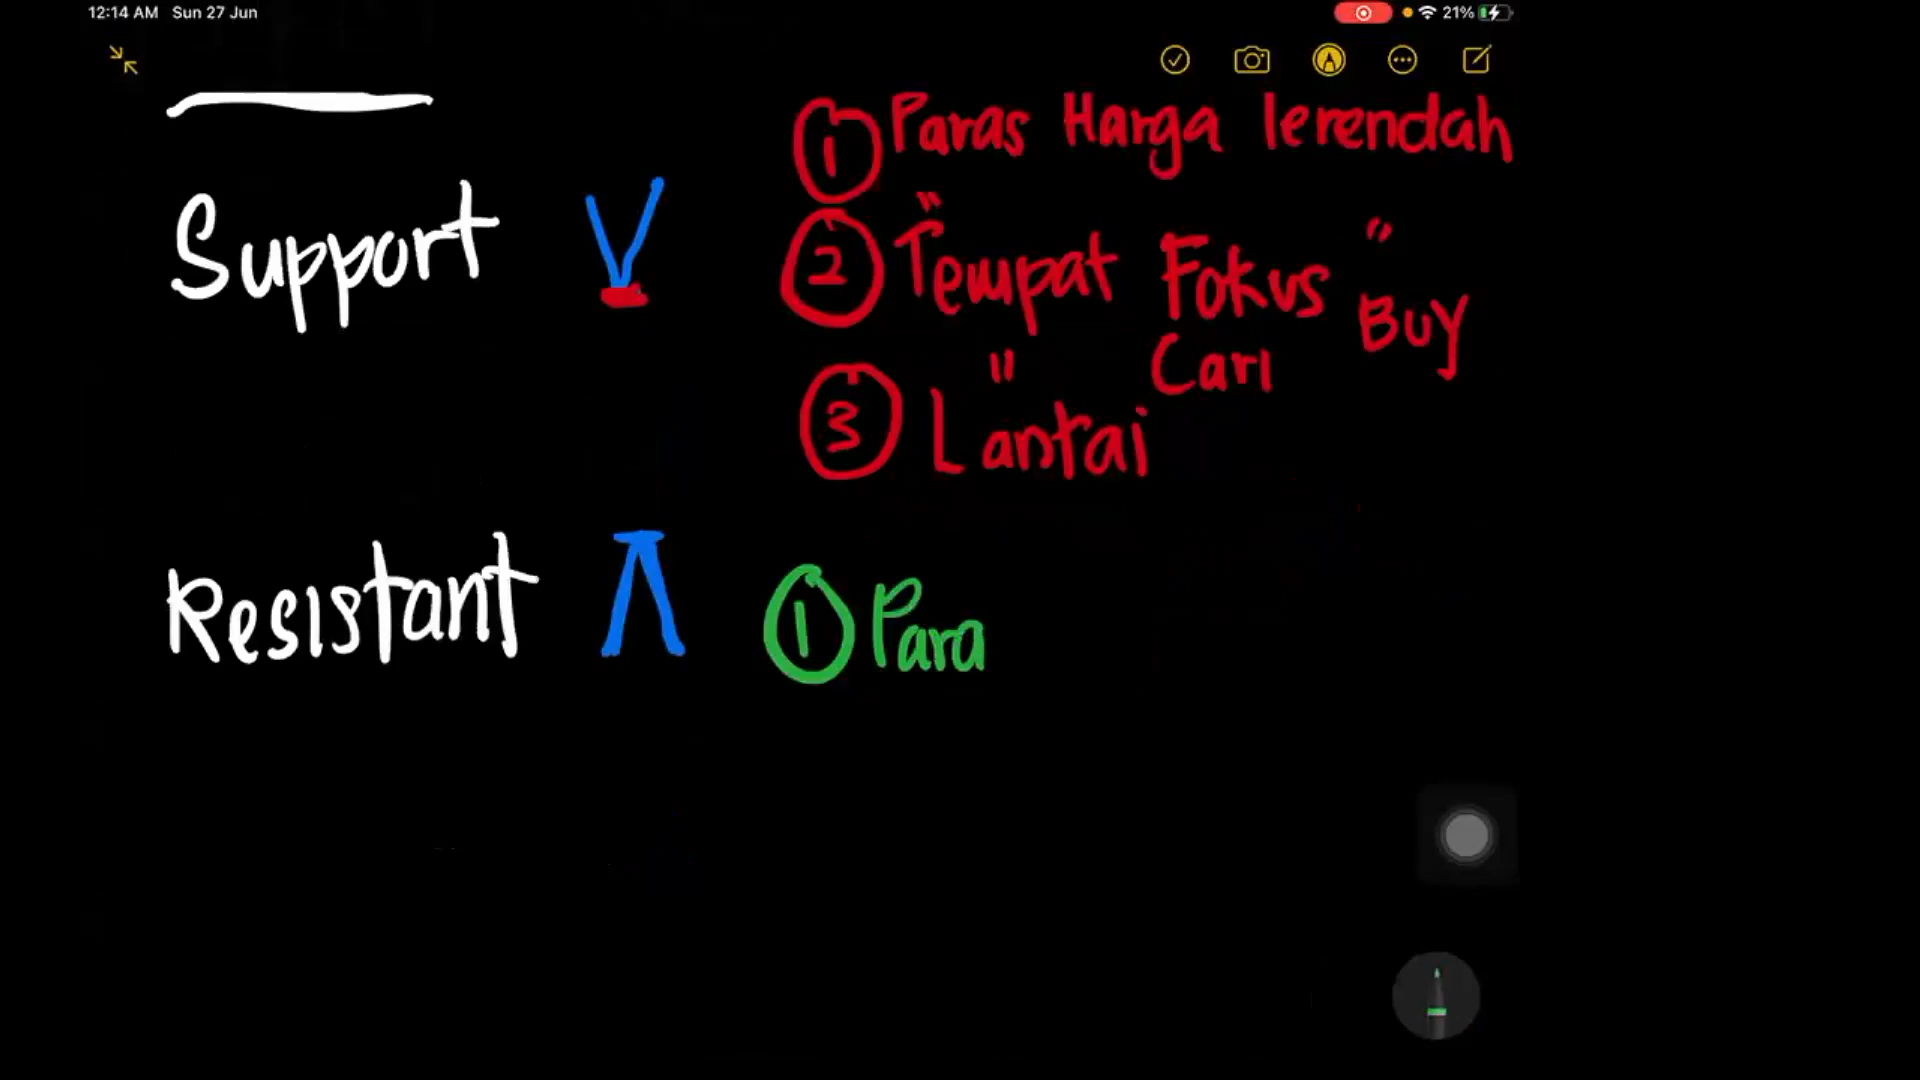 12:14 AM Sun 27 Jun
21%
Support
1 Paras Harga Terendah
2 "Tempat Fokus "
Cari Buy
3 " Lantai
Resistant
1 Para